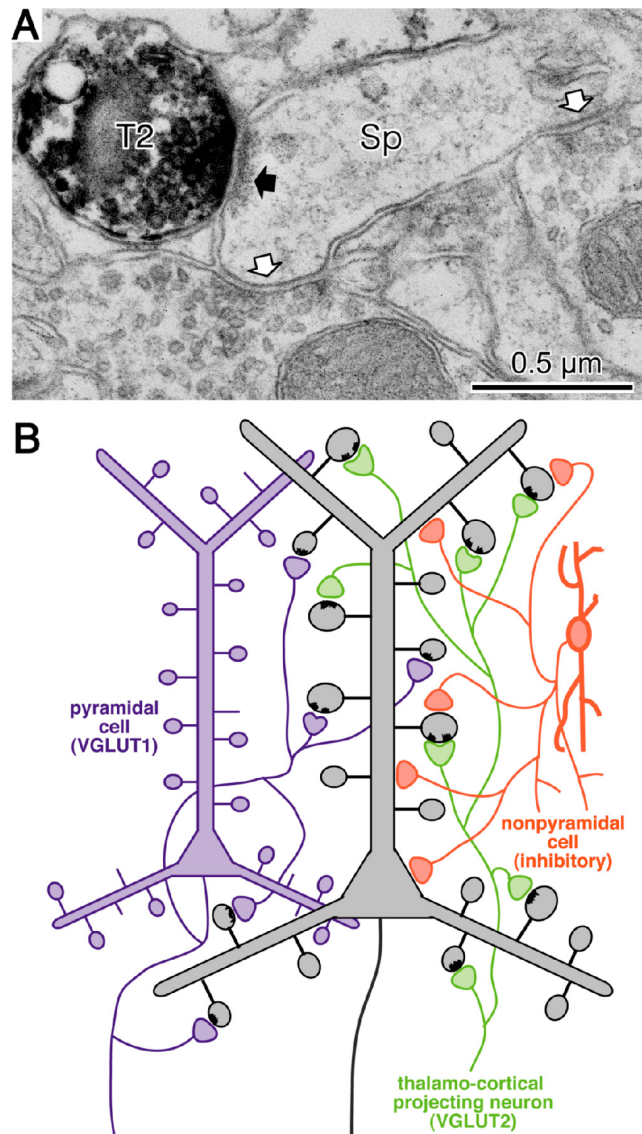 A
T2
Sp
0.5 µm
B
pyramidal
cell
(VGLUT1)
nonpyramidal
cell
(inhibitory)
thalamo-cortical
projecting neuron
(VGLUT2)